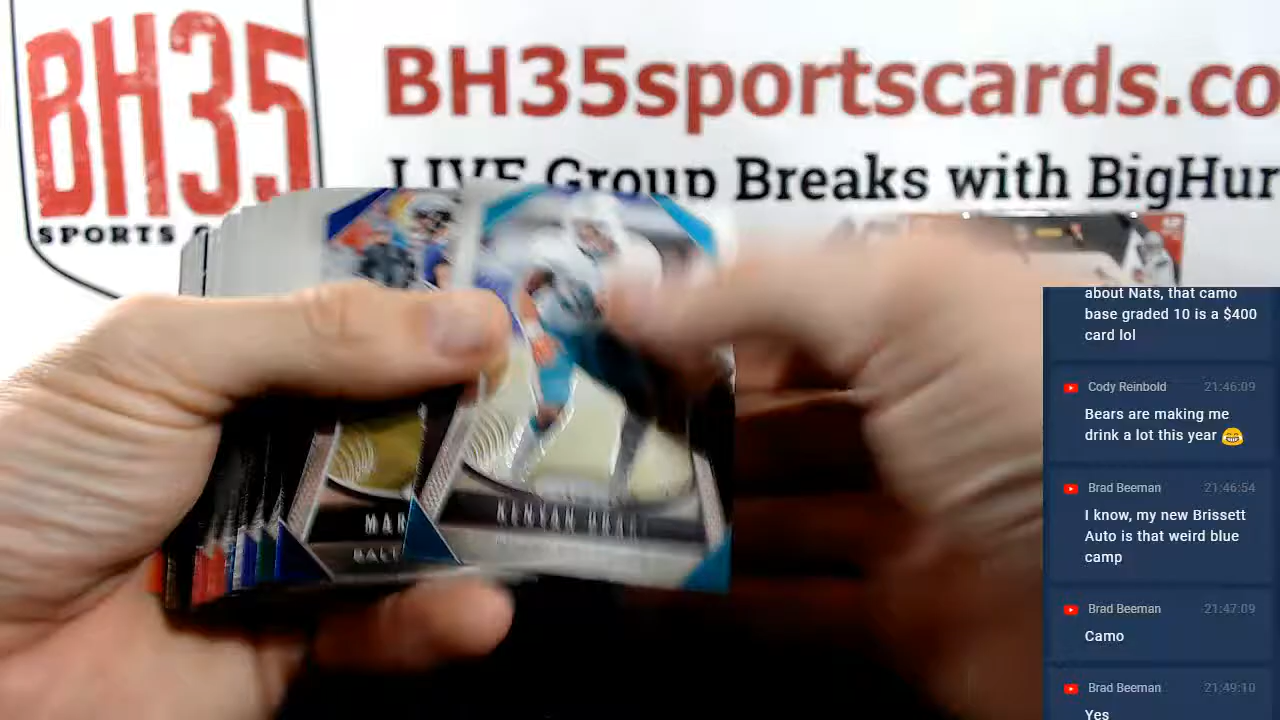 BH35
SPORTS
BH35sportscards.co
LIVE Group Breaks with BigHur
about Nats, that camo
base graded 10 is a $400
card lol
Cody Reinbold 21:46:09
Bears are making me
drink a lot this year 😁
Brad Beeman 21:46:54
I know, my new Brissett
Auto is that weird blue
camp
Brad Beeman 21:47:09
Camo
Brad Beeman 21:49:10
Yes
MAR
BALT